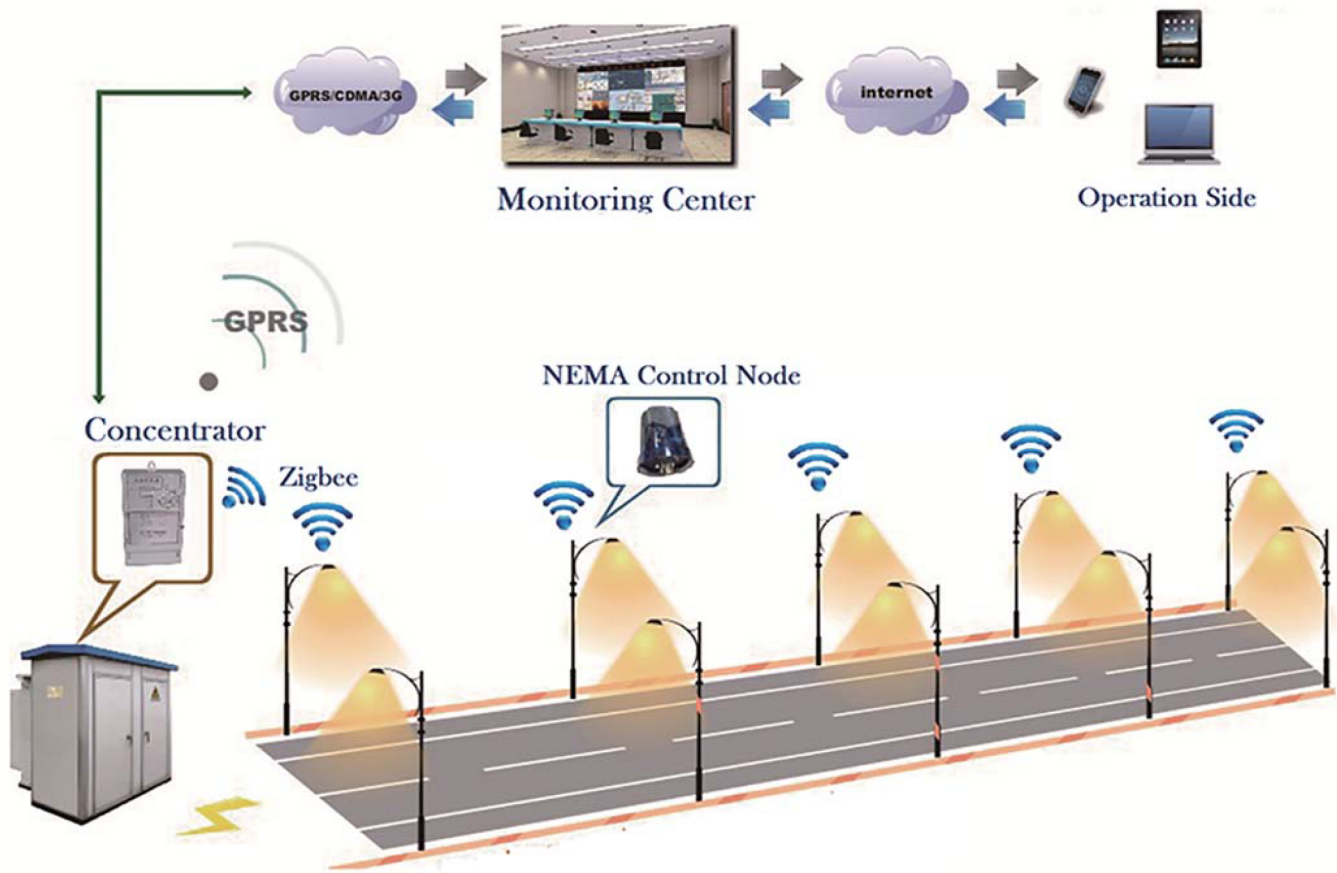 GPRS/CDMA/3G
internet
Monitoring Center
Operation Side
GPRS
NEMA Control Node
Concentrator
Zigbee